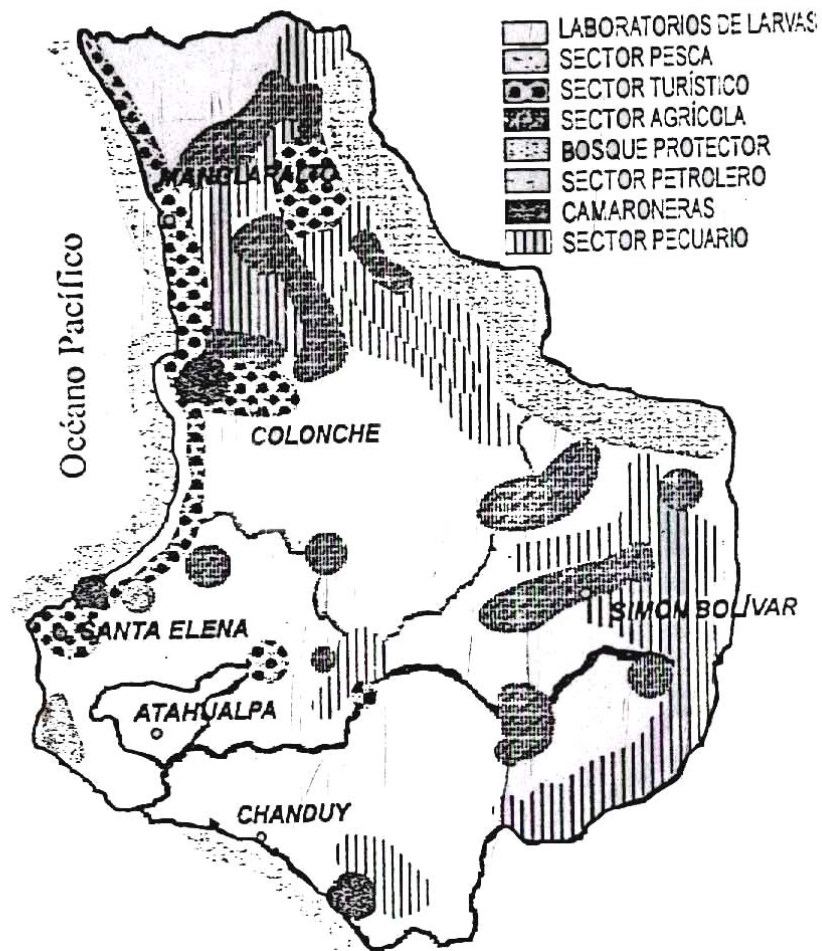 LABORATORIOS DE LARVAS
SECTOR PESCA
SECTOR TURÍSTICO
SECTOR AGRÍCOLA
BOSQUE PROTECTOR
SECTOR PETROLERO
CAMARONERAS
SECTOR PECUARIO
MANGLARALTO
Océano Pacífico
COLONCHE
SIMON BOLÍVAR
SANTA ELENA
ATAHUALPA
CHANDUY